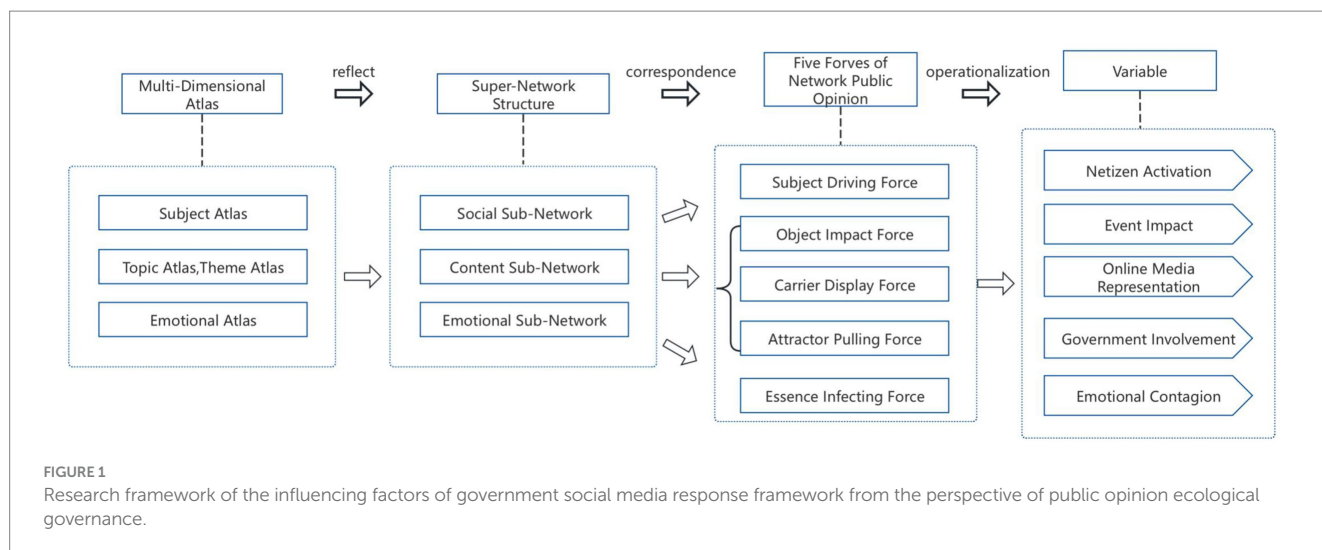 reflect
correspondence
operationalization
Multi-Dimensional
Atlas
Super-Network
Structure
Five Forves of
Network Public
Opinion
Variable
Subject Atlas
Topic Atlas,Theme Atlas
Emotional Atlas
Social Sub-Network
Content Sub-Network
Emotional Sub-Network
Subject Driving Force
Object Impact Force
Carrier Display Force
Attractor Pulling Force
Essence Infecting Force
Netizen Activation
Event Impact
Online Media
Representation
Government Involvement
Emotional Contagion
FIGURE 1
Research framework of the influencing factors of government social media response framework from the perspective of public opinion ecological
governance.